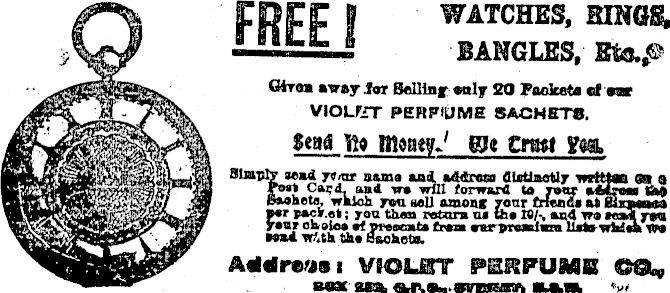 FREE!
WATCHES, RINGS,
BANGLES, Etc.,
Given away for Selling only 20 Packets of our
VIOLET PERFUME SACHETS.
Send No Money! We Trust You.
Simply send your name and address distinctly written on a
Post Card, and we will forward to your address the
Sachets, which you sell among your friends at Sixpence
per packet; you then return us the 10/-, and we send you
your choice of presents from our premium lists which we
send with the Sachets.
Address: VIOLET PERFUME CO.,
BOX 282, G.P.O., SYDNEY, N.S.W.